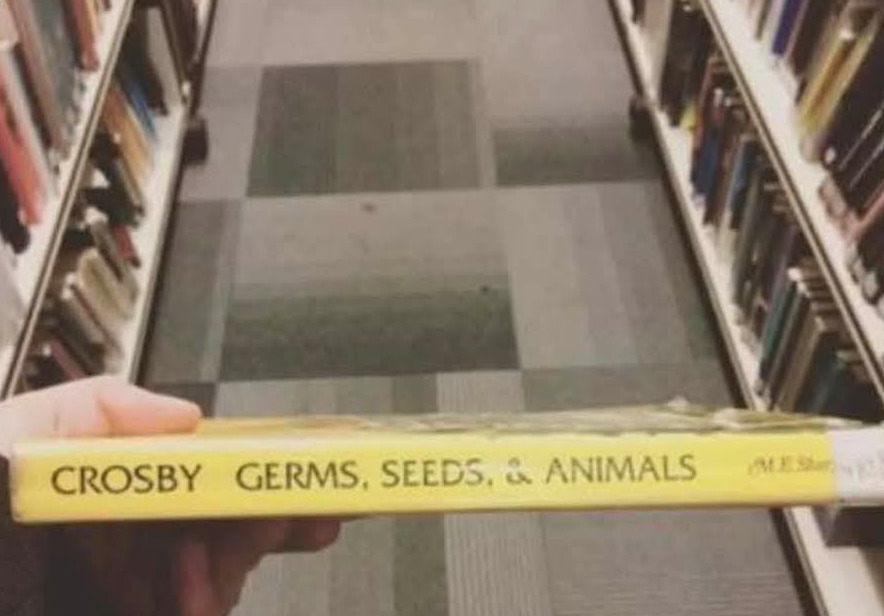 CROSBY GERMS, SEEDS, & ANIMALS M.E.